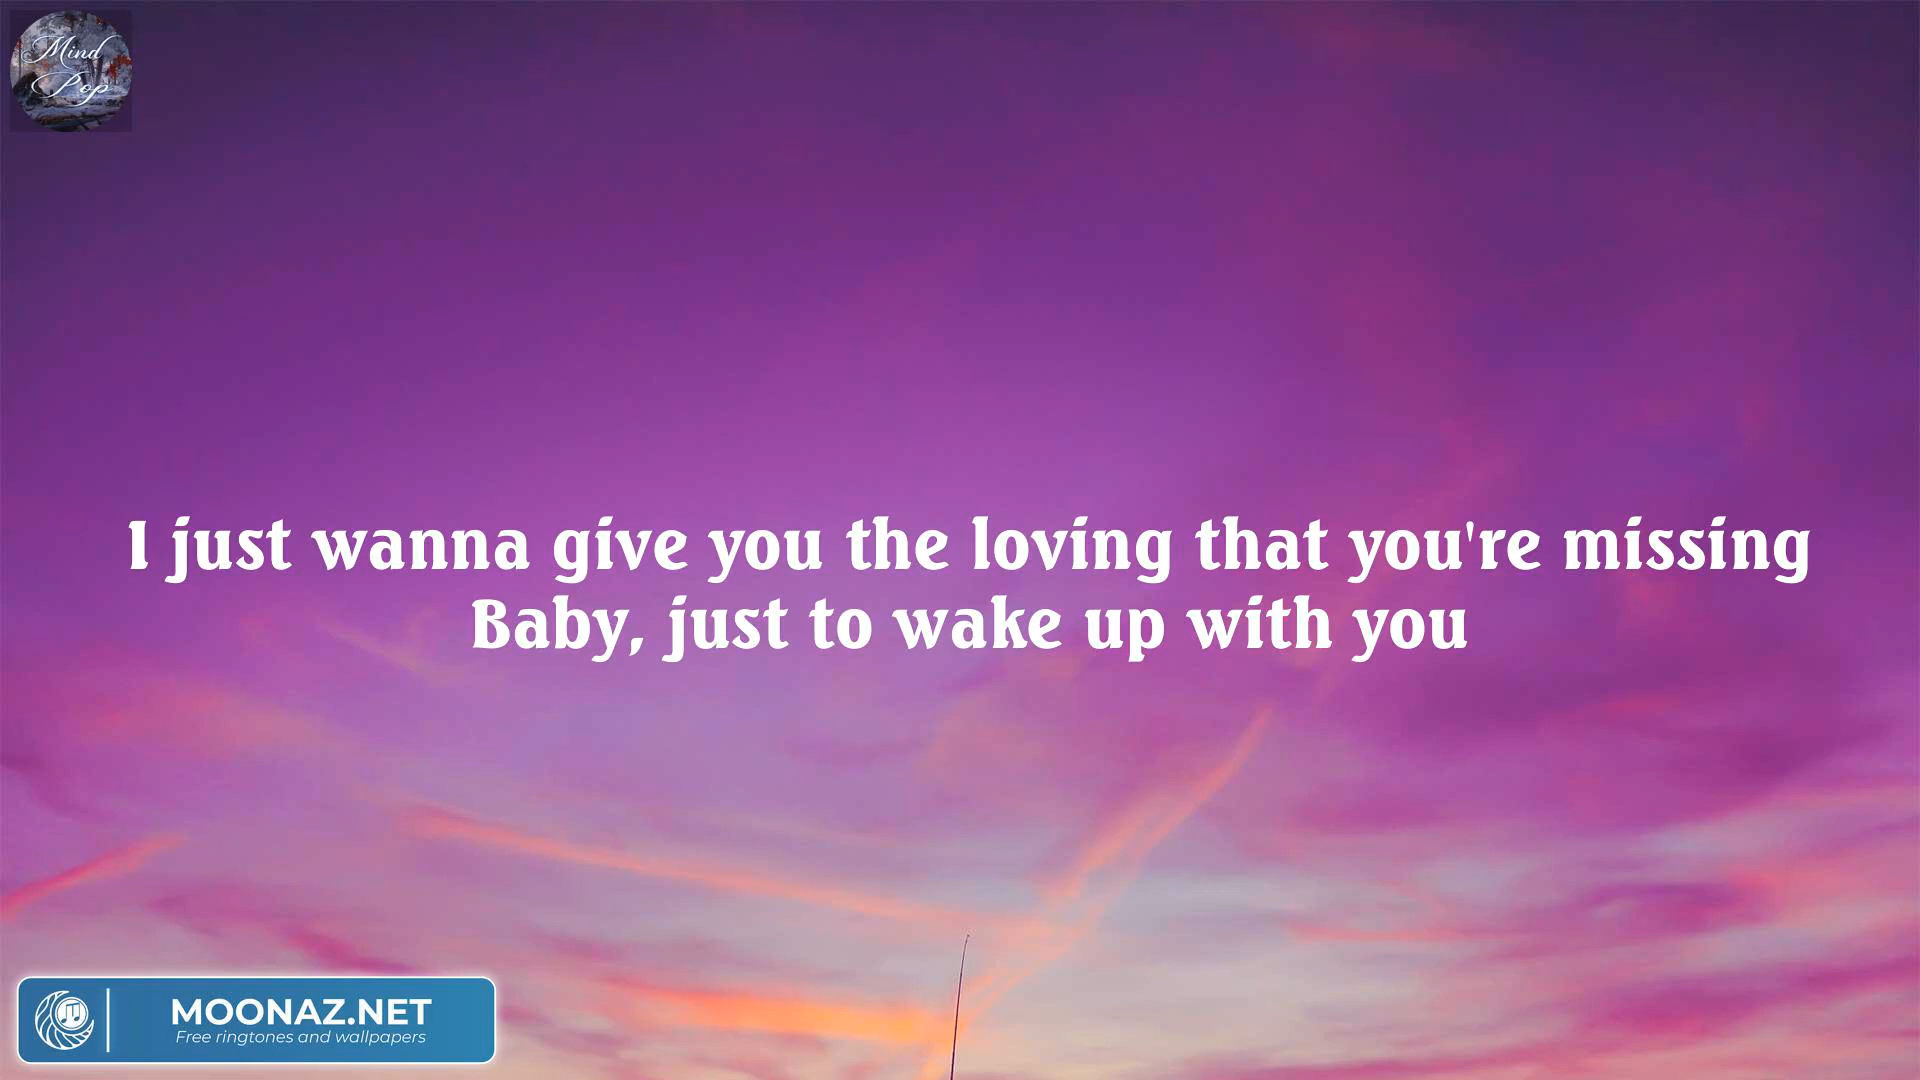 Mind
Pop
I just wanna give you the loving that you're missing
Baby, just to wake up with you
MOONAZ.NET
Free ringtones and wallpapers